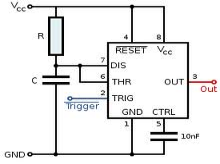 Vcc
R
4
8
RESET
Vcc
7
DIS
C
6
THR
OUT
3
Out
2
TRIG
Trigger
GND
CTRL
1
5
10nF
GND